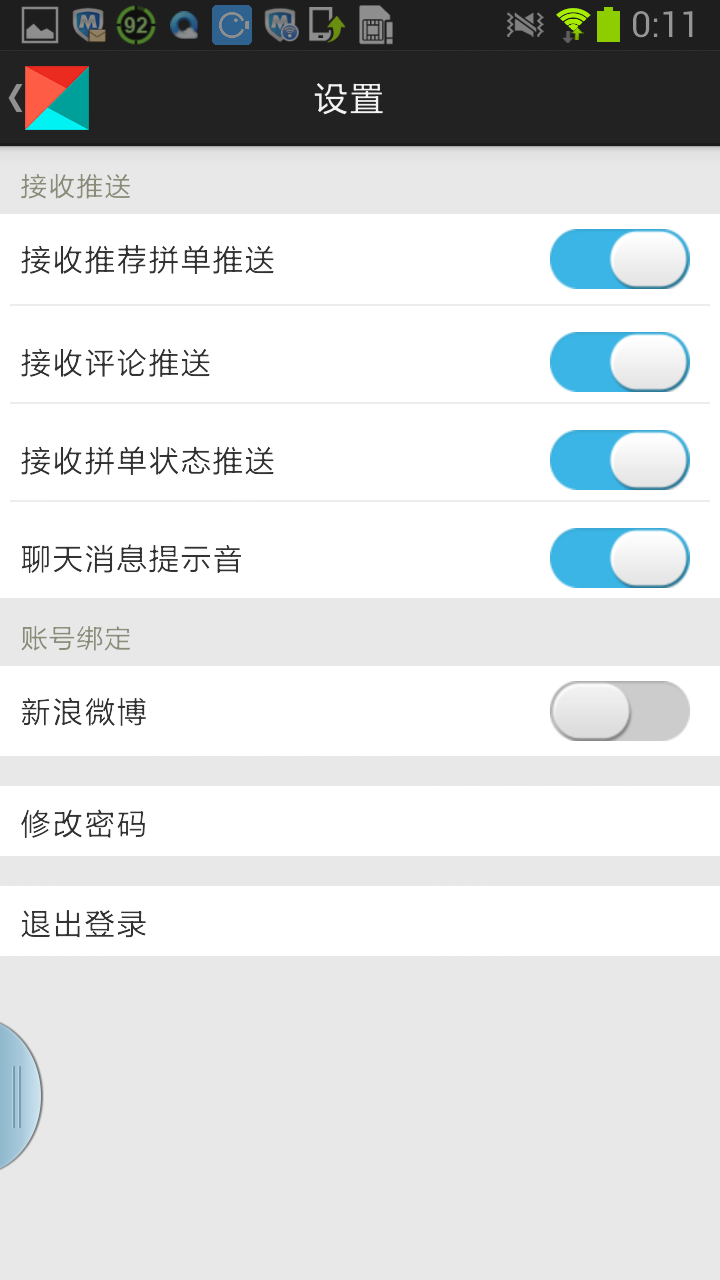 92
0:11
设置
接收推送
接收推荐拼单推送
接收评论推送
接收拼单状态推送
聊天消息提示音
账号绑定
新浪微博
修改密码
退出登录